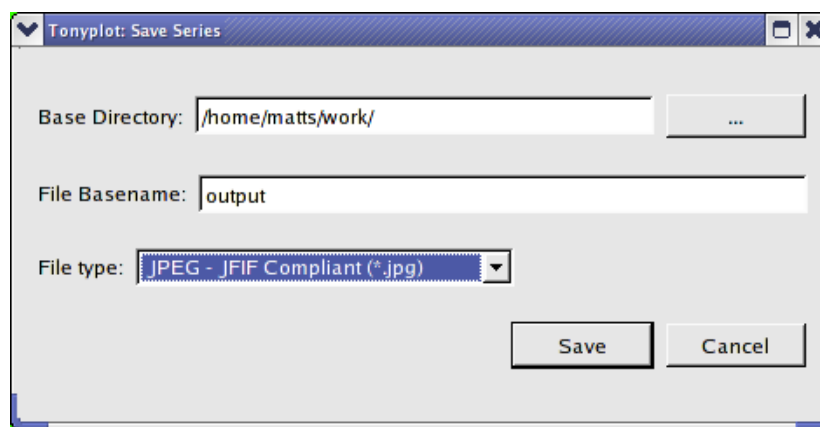 Tonyplot: Save Series
Base Directory: /home/matts/work/ ...
File Basename: output
File type: JPEG - JFIF Compliant (*.jpg)
Save Cancel